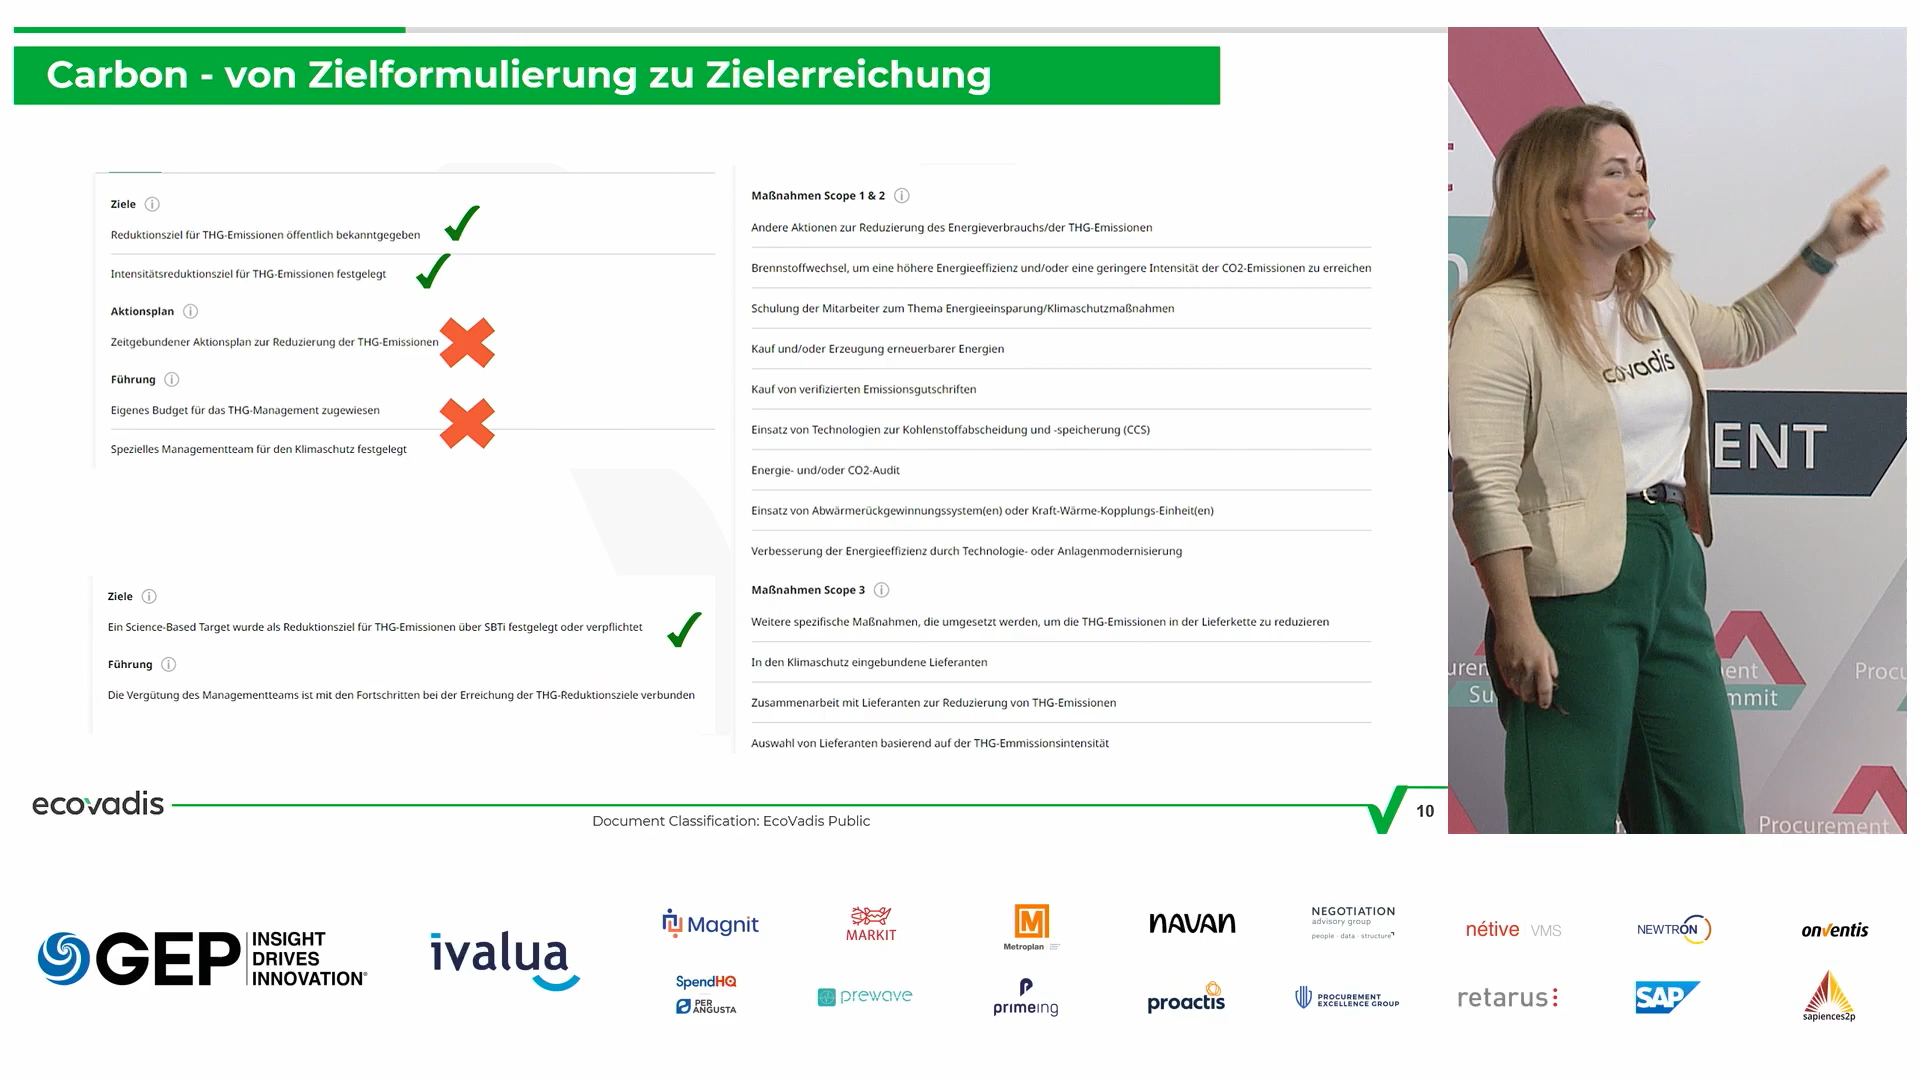 Carbon - von Zielformulierung zu Zielerreichung
Ziele
Reduktionsziel für THG-Emissionen öffentlich bekanntgegeben
Intensitätsreduktionsziel für THG-Emissionen festgelegt
Aktionsplan
Zeitgebundener Aktionsplan zur Reduzierung der THG-Emissionen
Führung
Eigenes Budget für das THG-Management zugewiesen
Spezielles Managementteam für den Klimaschutz festgelegt
Ziele
Ein Science-Based Target wurde als Reduktionsziel für THG-Emissionen über SBTi festgelegt oder verpflichtet
Führung
Die Vergütung des Managementteams ist mit den Fortschritten bei der Erreichung der THG-Reduktionsziele verbunden
Maßnahmen Scope 1 & 2
Andere Aktionen zur Reduzierung des Energieverbrauchs/der THG-Emissionen
Brennstoffwechsel, um eine höhere Energieeffizienz und/oder eine geringere Intensität der CO2-Emissionen zu erreichen
Schulung der Mitarbeiter zum Thema Energieeinsparung/Klimaschutzmaßnahmen
Kauf und/oder Erzeugung erneuerbarer Energien
Kauf von verifizierten Emissionsgutschriften
Einsatz von Technologien zur Kohlenstoffabscheidung und -speicherung (CCS)
Energie- und/oder CO2-Audit
Einsatz von Abwärmerückgewinnungssystem(en) oder Kraft-Wärme-Kopplungs-Einheit(en)
Verbesserung der Energieeffizienz durch Technologie- oder Anlagenmodernisierung
Maßnahmen Scope 3
Weitere spezifische Maßnahmen, die umgesetzt werden, um die THG-Emissionen in der Lieferkette zu reduzieren
In den Klimaschutz eingebundene Lieferanten
Zusammenarbeit mit Lieferanten zur Reduzierung von THG-Emissionen
Auswahl von Lieferanten basierend auf der THG-Emmissionsintensität
ecovadis
Document Classification: EcoVadis Public
10
ecovadis
ENT
urem
Su
ent
mmit
Procu
Procurement
GEP
INSIGHT
DRIVES
INNOVATION
ivalua
Magnit
MARKIT
Metroplan
NAVAN
NEGOTIATION
advisory group
people · data · structure
nétive VMS
NEWTRON
onventis
SpendHQ
PER
ANGUSTA
prewave
primeing
proactis
PROCUREMENT
EXCELLENCE GROUP
retarus
SAP
sapiences2p